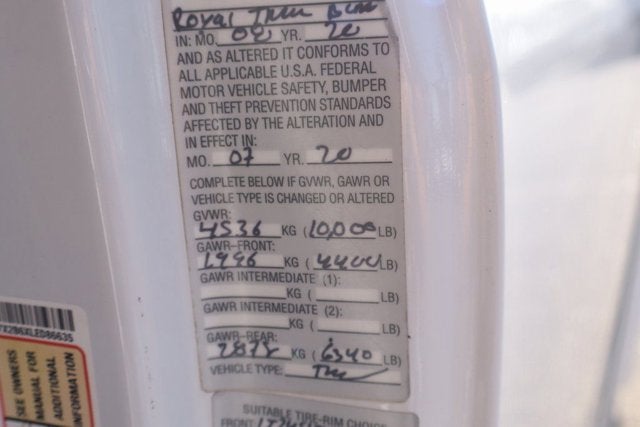 Royal Truck Body
IN: MO. 08 YR. 20
AND AS ALTERED IT CONFORMS TO
ALL APPLICABLE U.S.A. FEDERAL
MOTOR VEHICLE SAFETY, BUMPER
AND THEFT PREVENTION STANDARDS
AFFECTED BY THE ALTERATION AND
IN EFFECT IN:
MO. 07 YR. 20
COMPLETE BELOW IF GVWR, GAWR OR
VEHICLE TYPE IS CHANGED OR ALTERED
GVWR:
4536 KG (10,000 LB)
GAWR-FRONT:
1996 KG (4400 LB)
GAWR INTERMEDIATE (1):
KG ( LB)
GAWR INTERMEDIATE (2):
KG ( LB)
GAWR-REAR:
2878 KG (6340 LB)
VEHICLE TYPE:
SUITABLE TIRE-RIM CHOICE
FRONT:
SEE OWNERS
MANUAL FOR
ADDITIONAL
INFORMATION